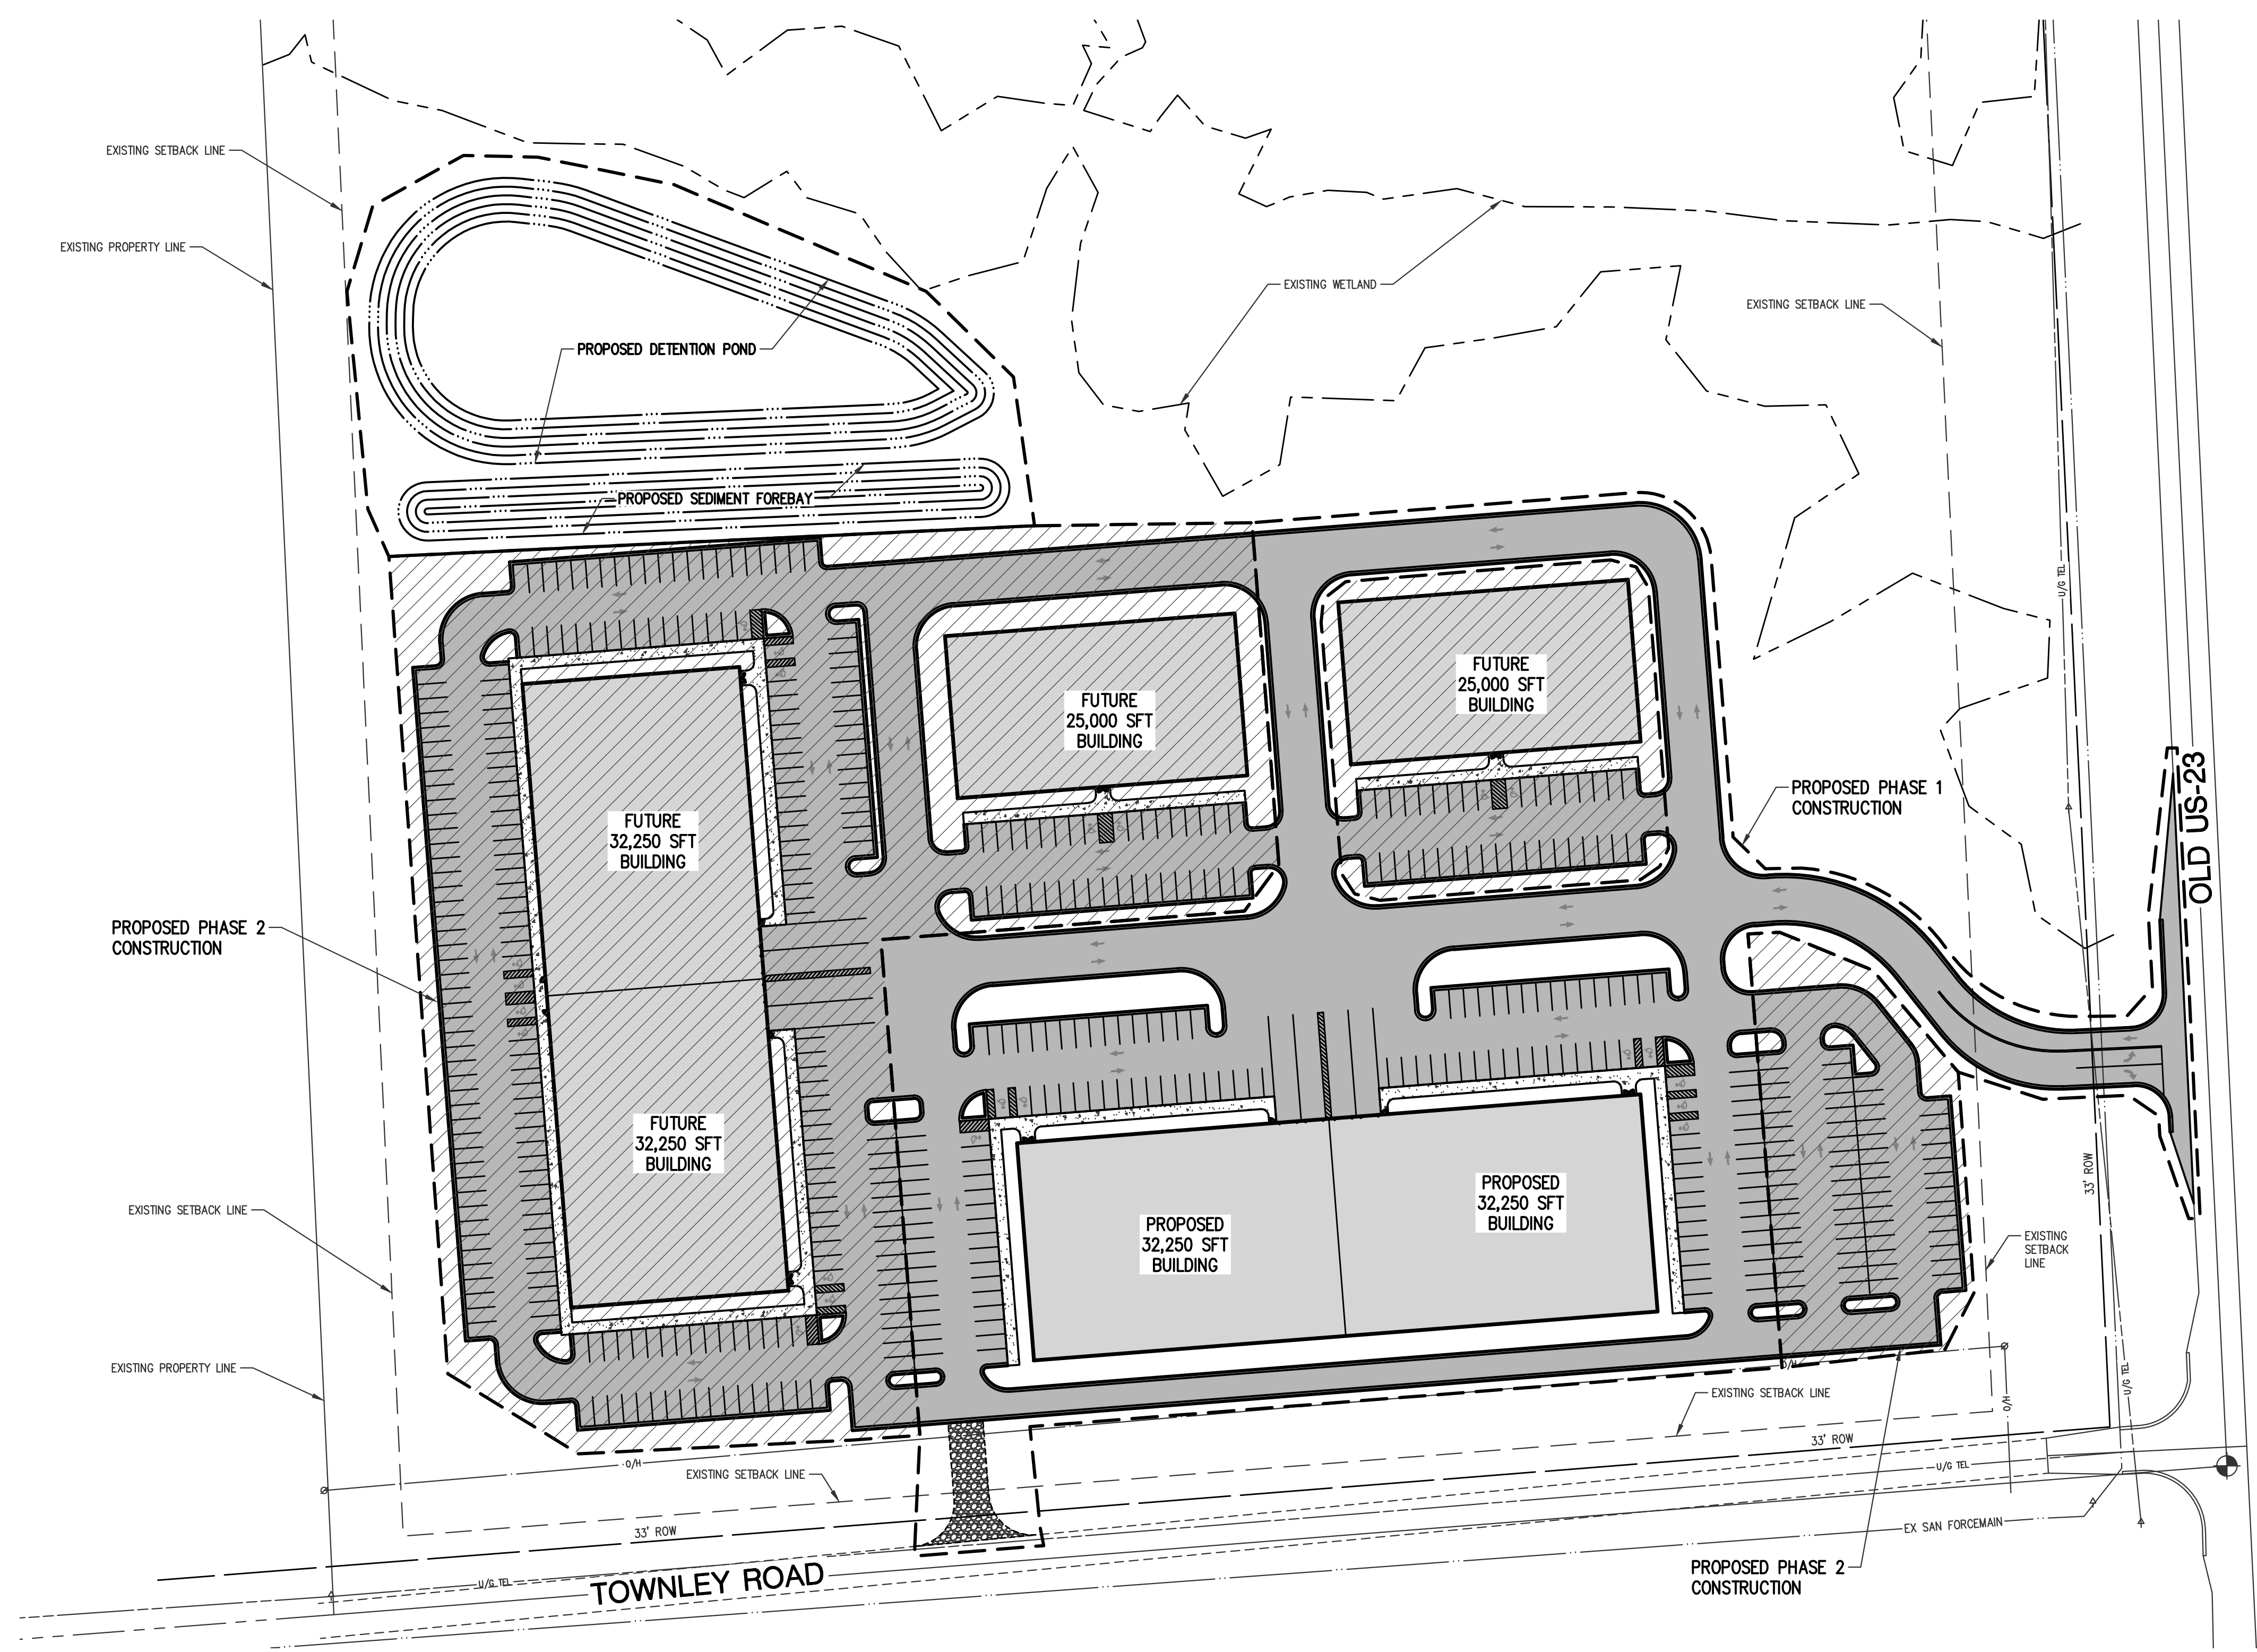 EXISTING SETBACK LINE
EXISTING PROPERTY LINE
EXISTING WETLAND
EXISTING SETBACK LINE
PROPOSED DETENTION POND
PROPOSED SEDIMENT FOREBAY
U/G TEL
FUTURE
25,000 SFT
BUILDING
FUTURE
25,000 SFT
BUILDING
PROPOSED PHASE 1
CONSTRUCTION
OLD US-23
FUTURE
32,250 SFT
BUILDING
PROPOSED PHASE 2
CONSTRUCTION
FUTURE
32,250 SFT
BUILDING
PROPOSED
32,250 SFT
BUILDING
PROPOSED
32,250 SFT
BUILDING
33' ROW
EXISTING SETBACK LINE
EXISTING
SETBACK
LINE
EXISTING PROPERTY LINE
O/H
U/G TEL
EXISTING SETBACK LINE
O/H
33' ROW
O/H
EXISTING SETBACK LINE
U/G TEL
33' ROW
EX SAN FORCEMAIN
U/G TEL
TOWNLEY ROAD
PROPOSED PHASE 2
CONSTRUCTION